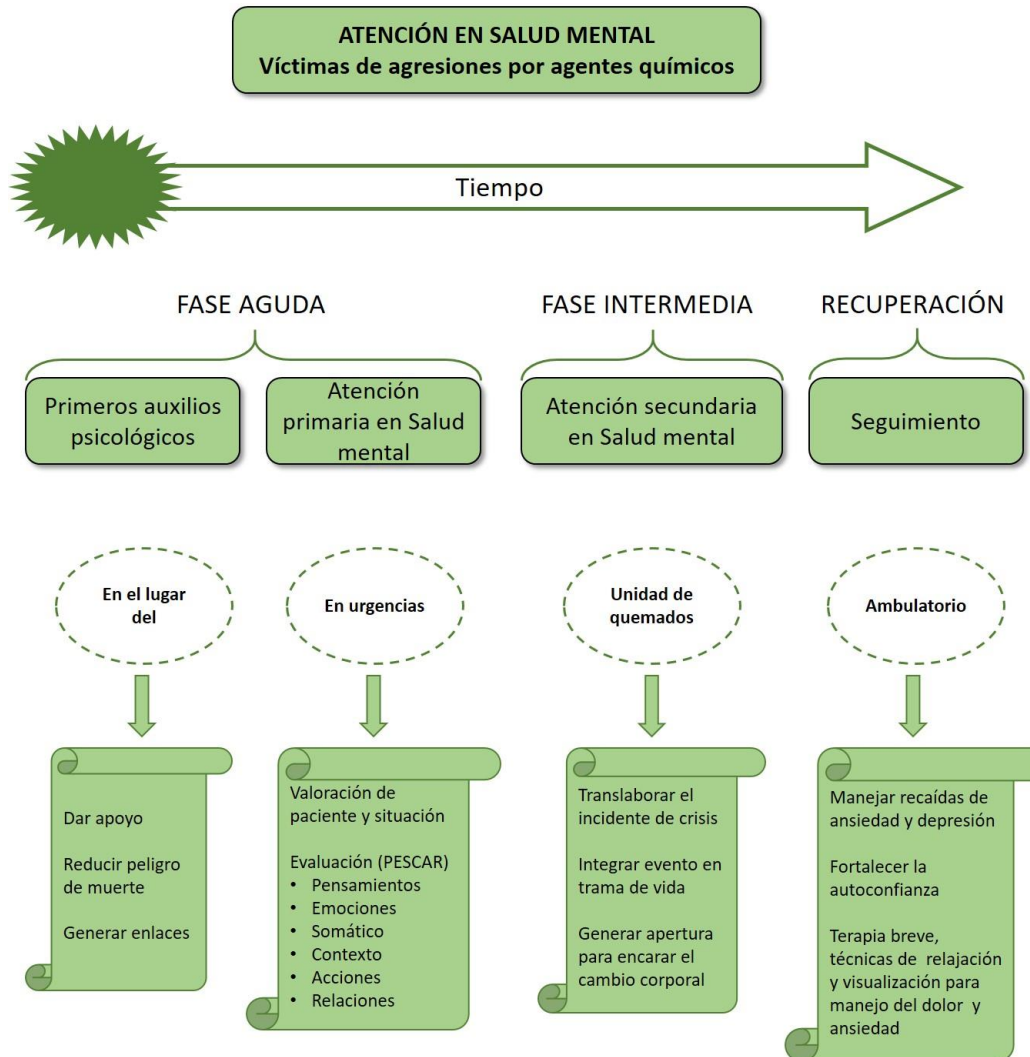 ATENCIÓN EN SALUD MENTAL
Víctimas de agresiones por agentes químicos
Tiempo
FASE AGUDA
FASE INTERMEDIA
RECUPERACIÓN
Primeros auxilios
psicológicos
Atención
primaria en Salud
mental
Atención secundaria
en Salud mental
Seguimiento
En el lugar
del
En urgencias
Unidad de
quemados
Ambulatorio
Dar apoyo
Reducir peligro
de muerte
Generar enlaces
Valoración de
paciente y situación
Evaluación (PESCAR)
• Pensamientos
• Emociones
• Somático
• Contexto
• Acciones
• Relaciones
Translaborar el
incidente de crisis
Integrar evento en
trama de vida
Generar apertura
para encarar el
cambio corporal
Manejar recaídas de
ansiedad y depresión
Fortalecer la
autoconfianza
Terapia breve,
técnicas de relajación
y visualización para
manejo del dolor y
ansiedad